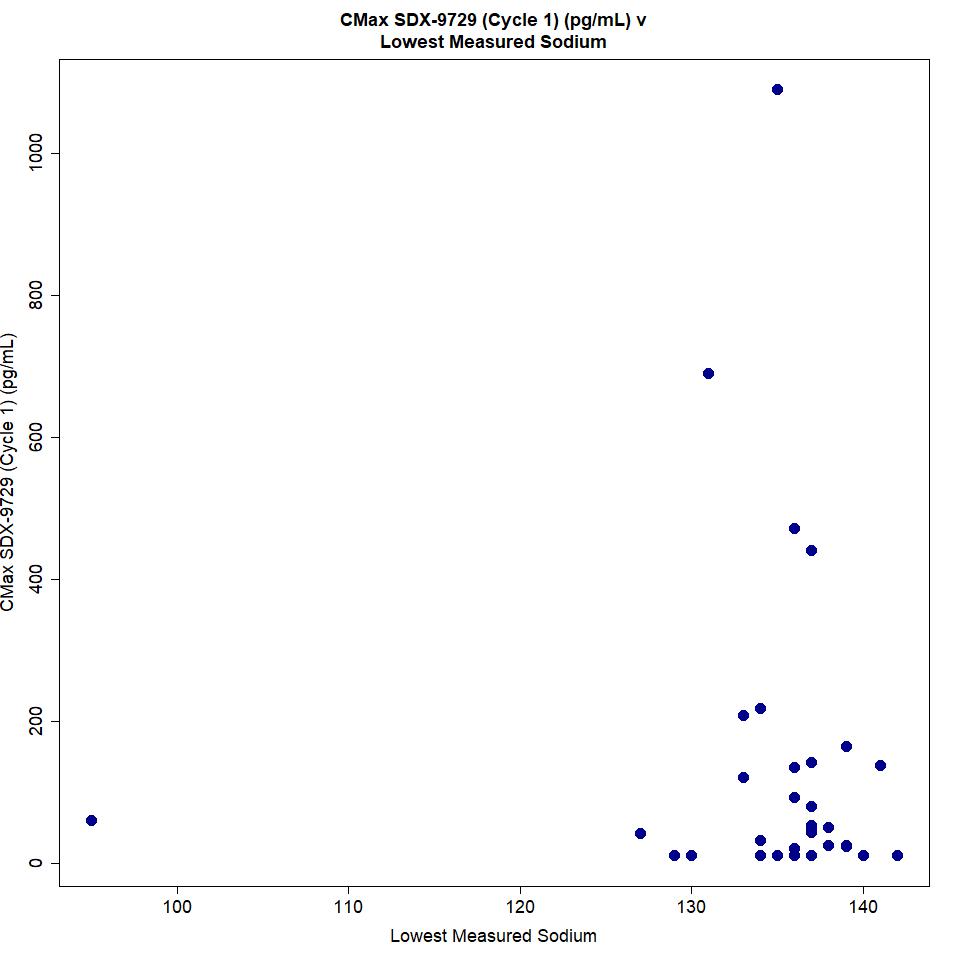 CMax SDX-9729 (Cycle 1) (pg/mL) v
Lowest Measured Sodium
CMax SDX-9729 (Cycle 1) (pg/mL)
1000
800
600
400
200
0
100 110 120 130 140
Lowest Measured Sodium